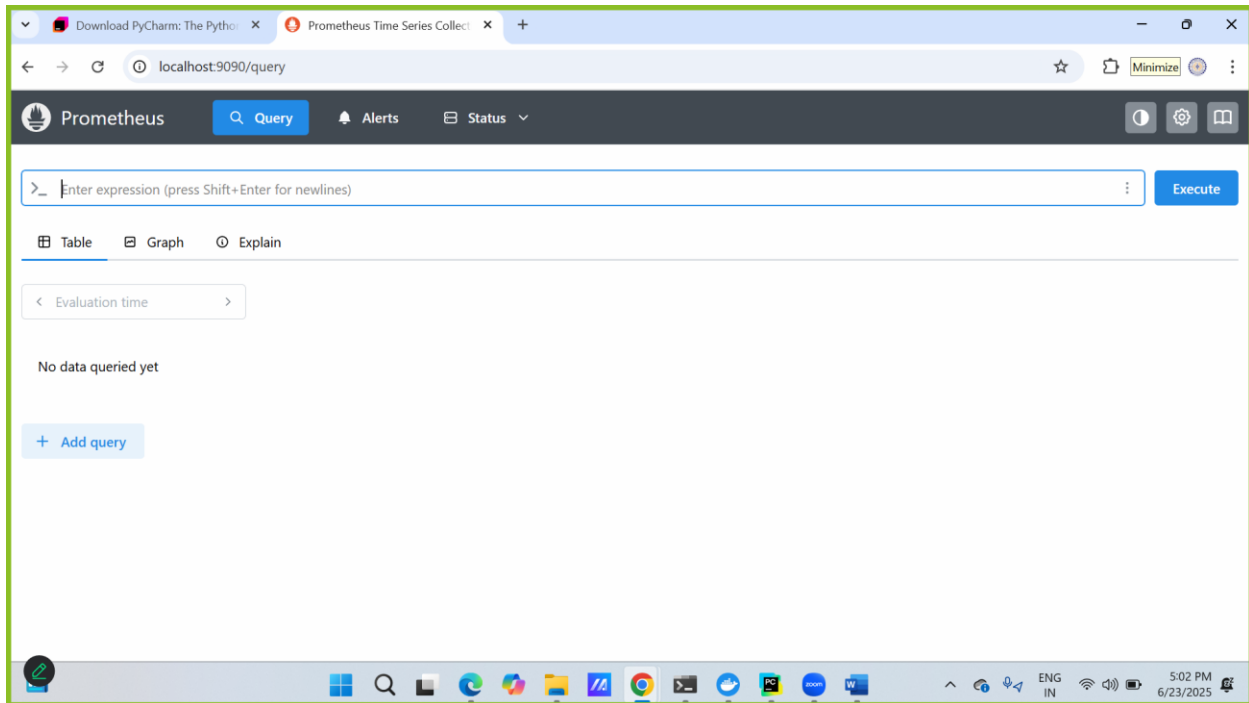 Download PyCharm: The Pytho
Prometheus Time Series Collect
localhost:9090/query
Minimize
Prometheus
Query
Alerts
Status
>_ Enter expression (press Shift+Enter for newlines)
Execute
Table
Graph
Explain
Evaluation time
No data queried yet
+ Add query
PC
zoom
W
ENG
IN
5:02 PM
6/23/2025